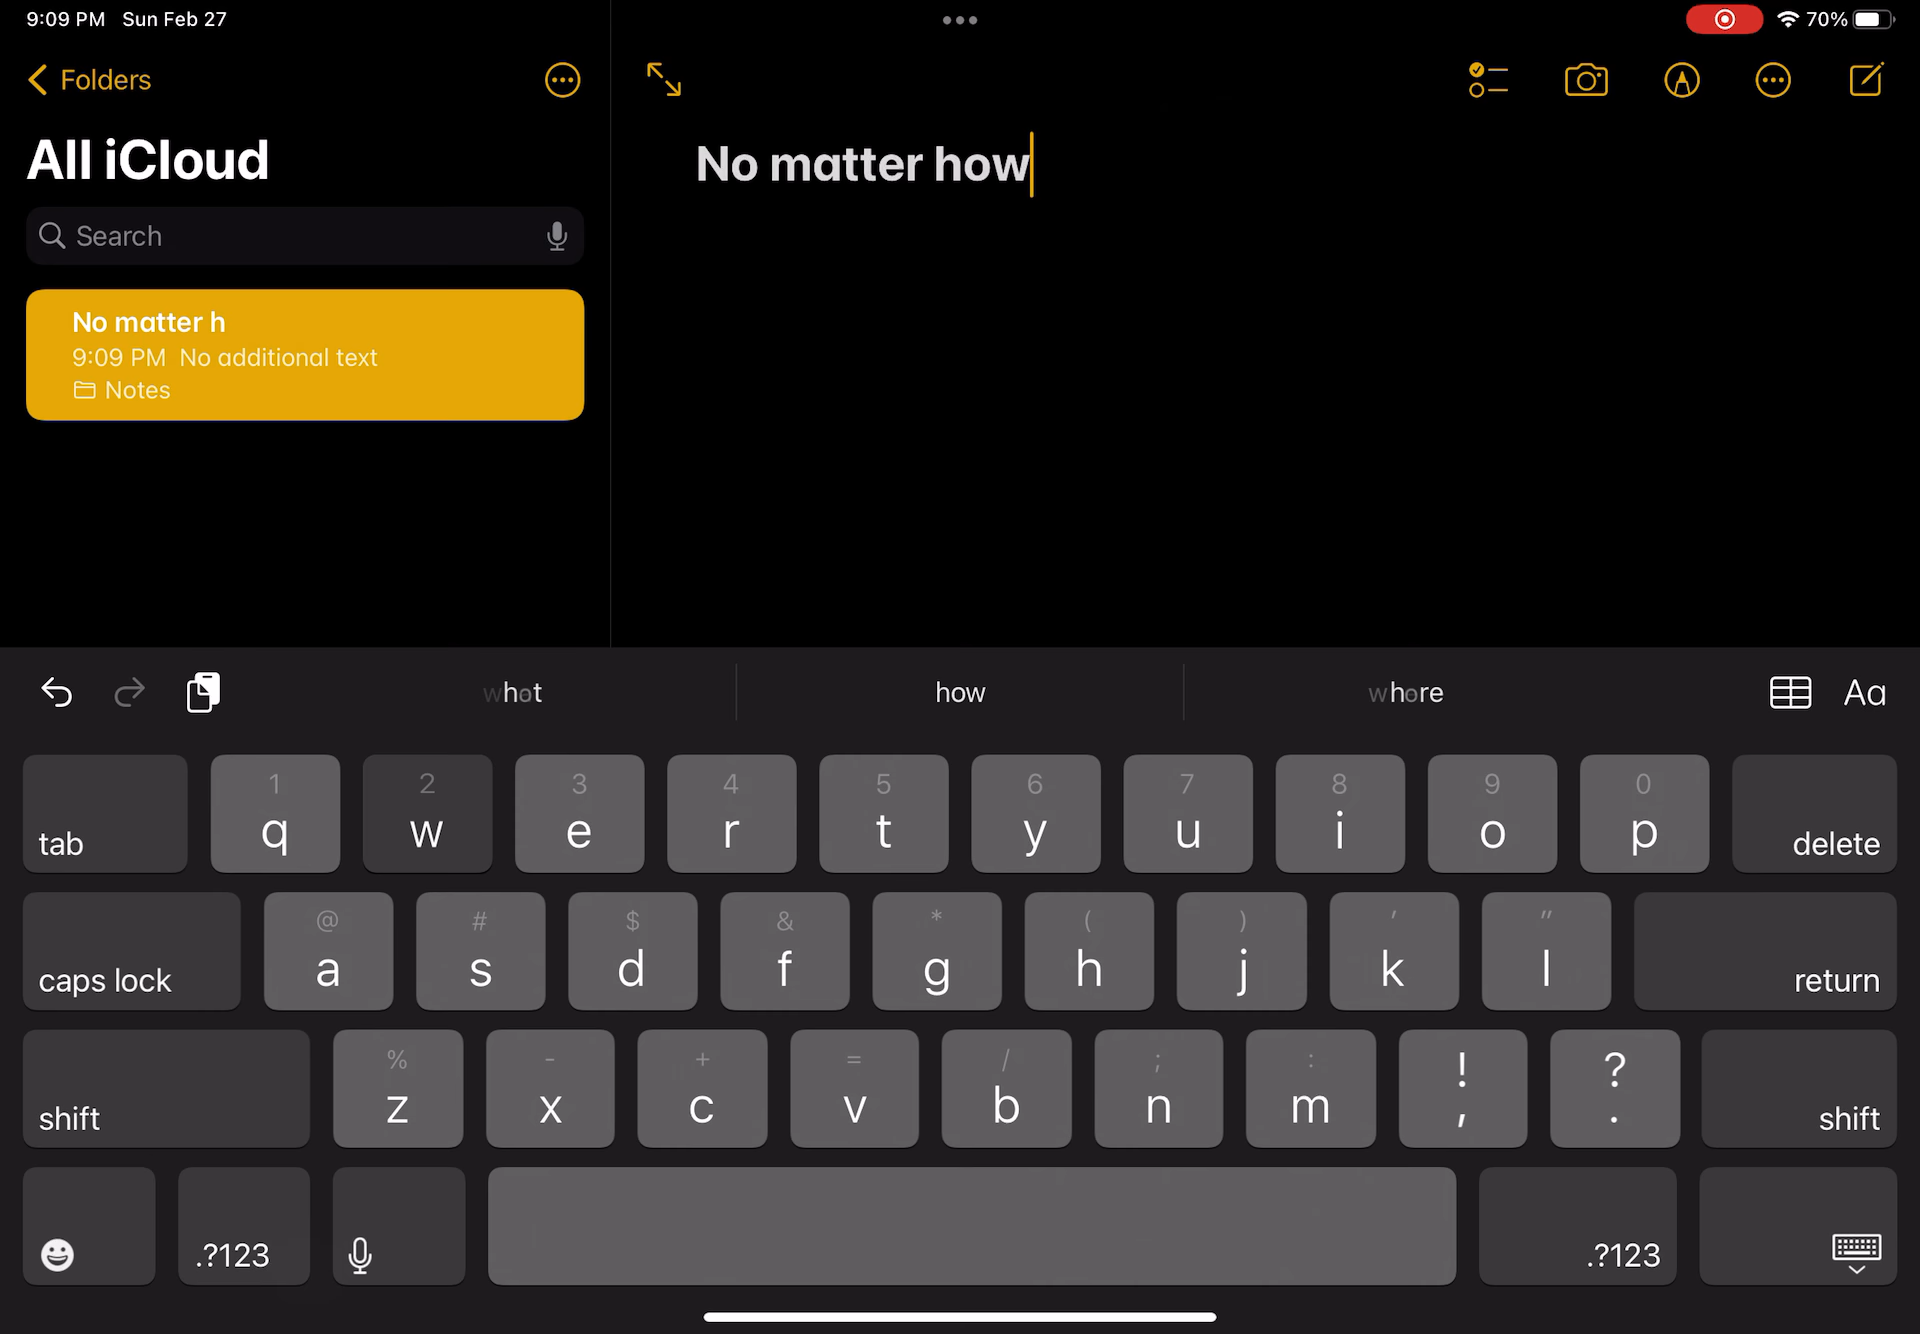 9:09 PM Sun Feb 27
70%
Folders
All iCloud
Search
No matter h
9:09 PM No additional text
Notes
No matter how
how
Aa
tab 1 q 2 w 3 e 4 r 5 t 6 y 7 u 8 i 9 o 0 p delete
caps lock @ a # s $ d & f * g ( h ) j ' k " l return
shift % z - x + c = v / b ; n : m ! , ? . shift
.?123 .?123